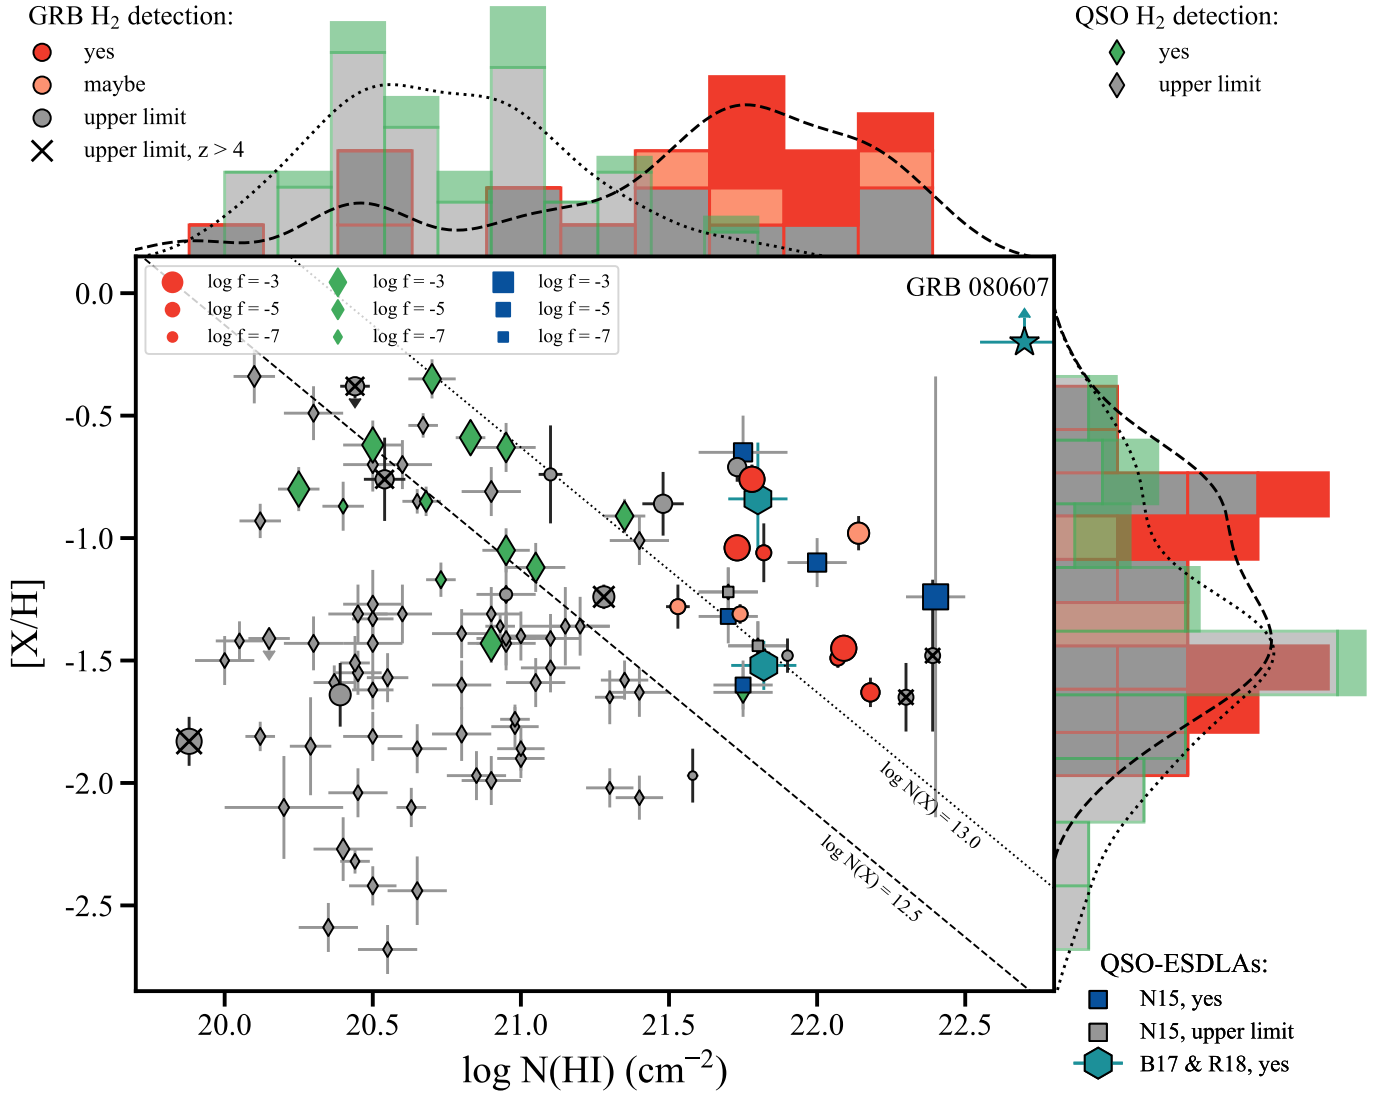 GRB H₂ detection:
yes
maybe
upper limit
upper limit, z > 4
QSO H₂ detection:
yes
upper limit
log f = -3
log f = -5
log f = -7
log f = -3
log f = -5
log f = -7
log f = -3
log f = -5
log f = -7
GRB 080607
0.0
-0.5
-1.0
-1.5
-2.0
-2.5
[X/H]
log N(X) = 13.0
log N(X) = 12.5
20.0
20.5
21.0
21.5
22.0
22.5
log N(HI) (cm⁻²)
QSO-ESDLAs:
N15, yes
N15, upper limit
B17 & R18, yes